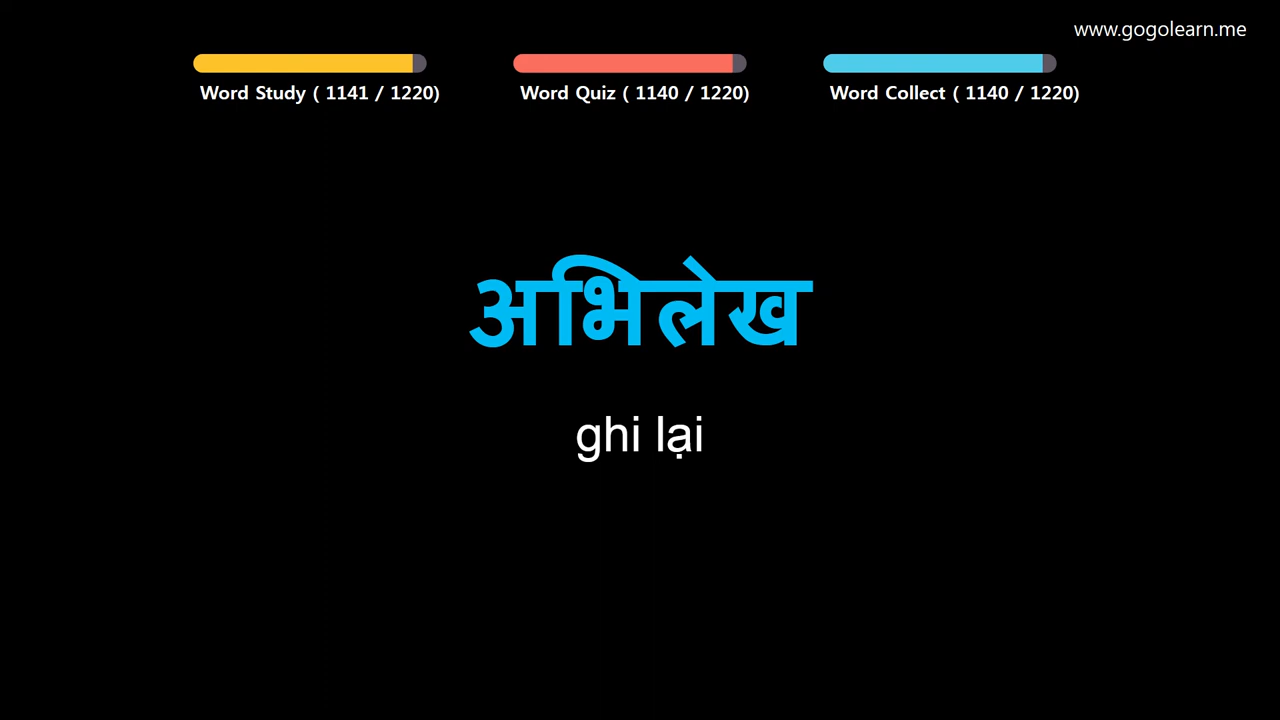 www.gogolearn.me
Word Study ( 1141 / 1220)
Word Quiz ( 1140 / 1220)
Word Collect ( 1140 / 1220)
अभिलेख
ghi lại